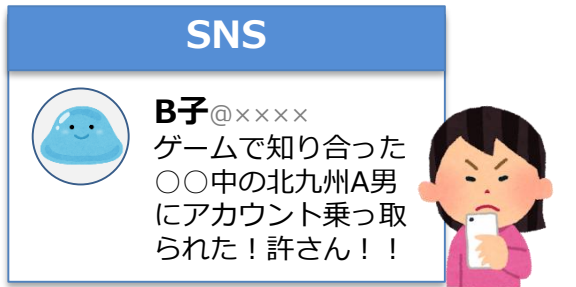 SNS
B子@××××
ゲームで知り合った
○○中の北九州A男
にアカウント乗っ取
られた！許さん！！